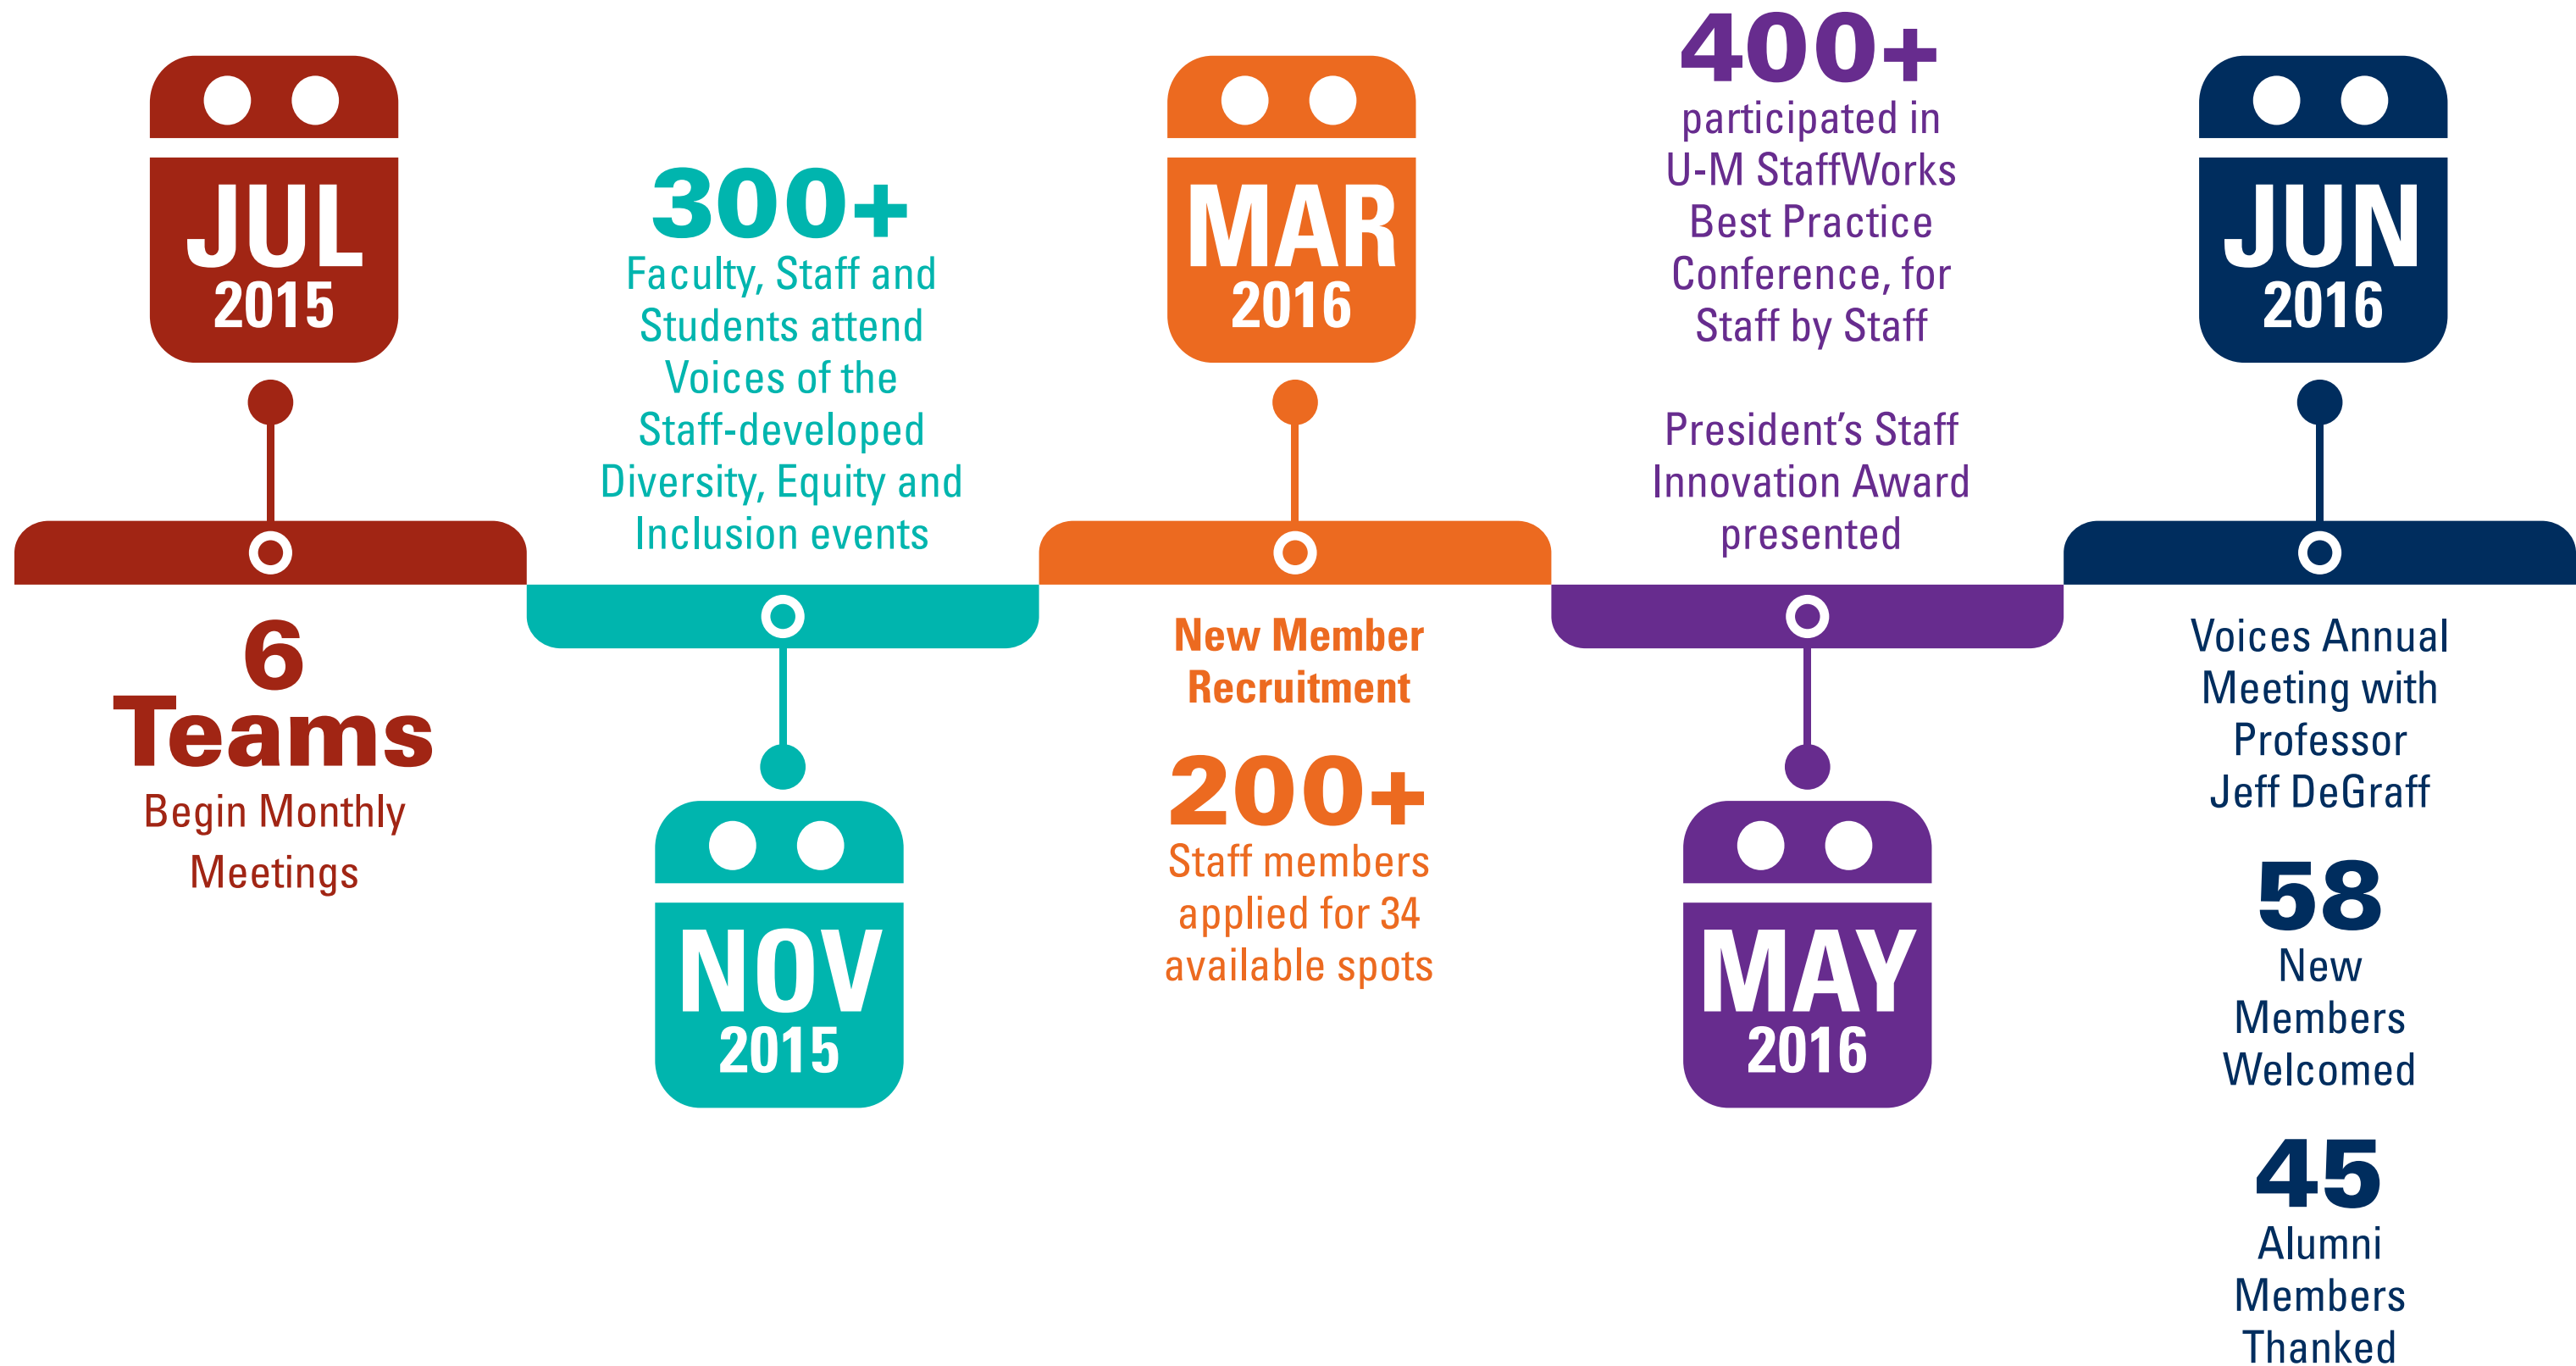 JUL
2015
6
Teams
Begin Monthly
Meetings
300+
Faculty, Staff and
Students attend
Voices of the
Staff-developed
Diversity, Equity and
Inclusion events
NOV
2015
MAR
2016
New Member
Recruitment
200+
Staff members
applied for 34
available spots
400+
participated in
U-M StaffWorks
Best Practice
Conference, for
Staff by Staff
President’s Staff
Innovation Award
presented
MAY
2016
JUN
2016
Voices Annual
Meeting with
Professor
Jeff DeGraff
58
New
Members
Welcomed
45
Alumni
Members
Thanked